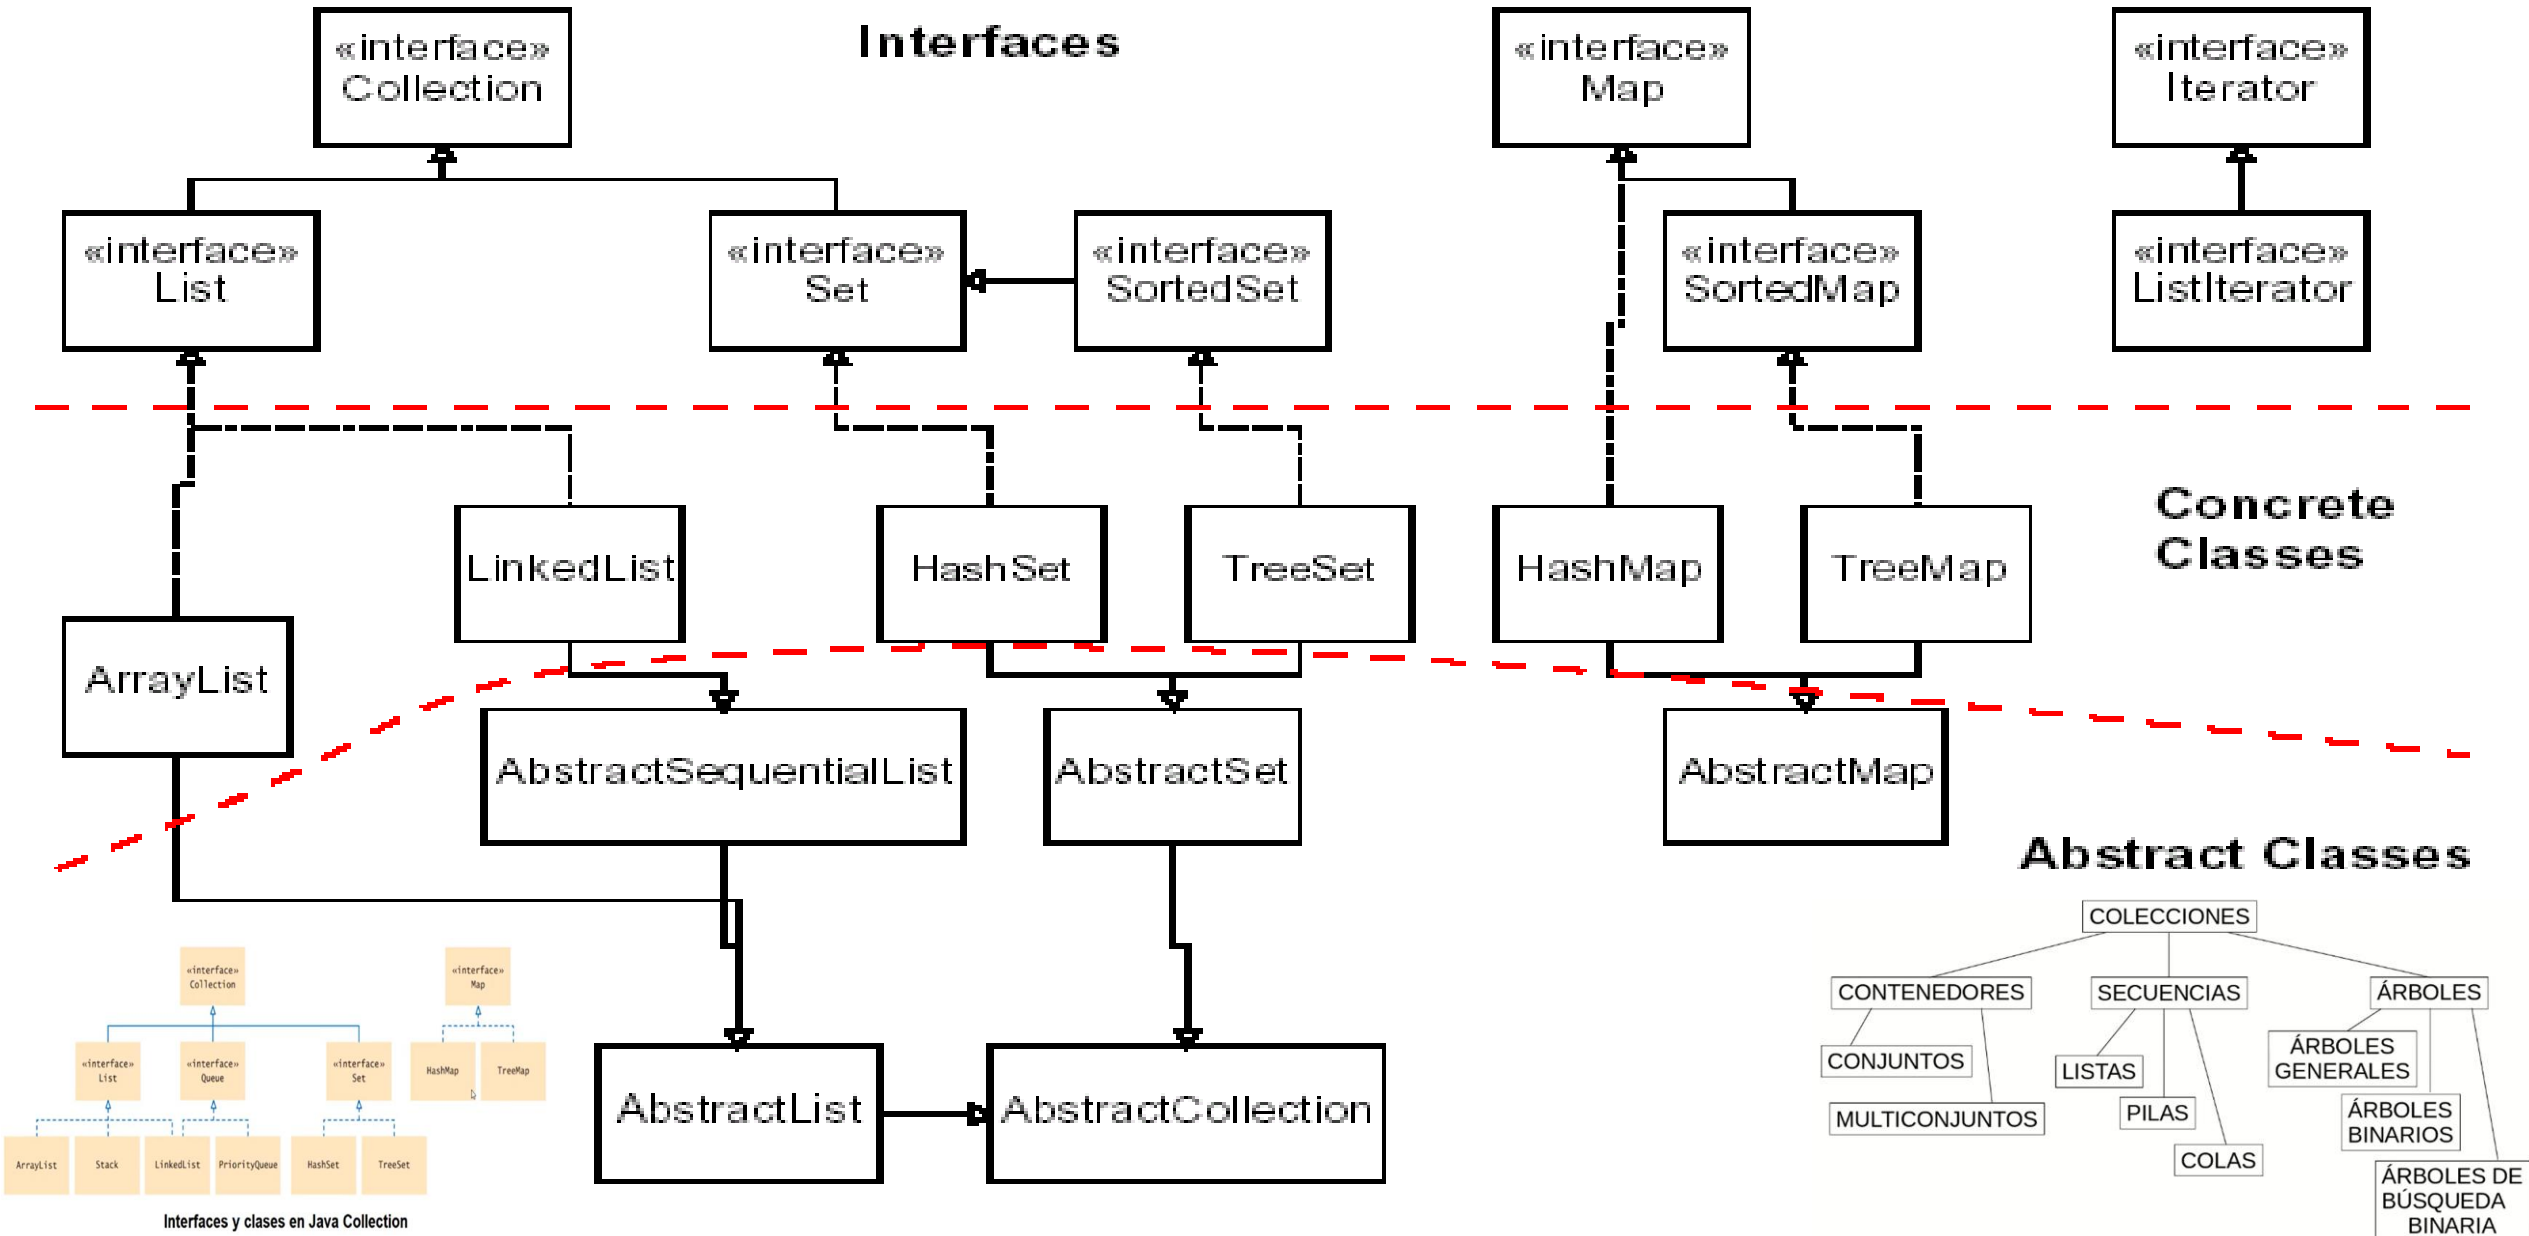 «interface»
Collection
Interfaces
«interface»
Map
«interface»
Iterator
«interface»
List
«interface»
Set
«interface»
SortedSet
«interface»
SortedMap
«interface»
ListIterator
Concrete
Classes
LinkedList
HashSet
TreeSet
HashMap
TreeMap
ArrayList
AbstractSequentialList
AbstractSet
AbstractMap
Abstract Classes
AbstractList
AbstractCollection
«interface»
Collection
«interface»
Map
«interface»
List
«interface»
Queue
«interface»
Set
HashMap
TreeMap
ArrayList
Stack
LinkedList
PriorityQueue
HashSet
TreeSet
Interfaces y clases en Java Collection
COLECCIONES
CONTENEDORES
SECUENCIAS
ÁRBOLES
CONJUNTOS
MULTICONJUNTOS
LISTAS
PILAS
COLAS
ÁRBOLES
GENERALES
ÁRBOLES
BINARIOS
ÁRBOLES DE
BÚSQUEDA
BINARIA